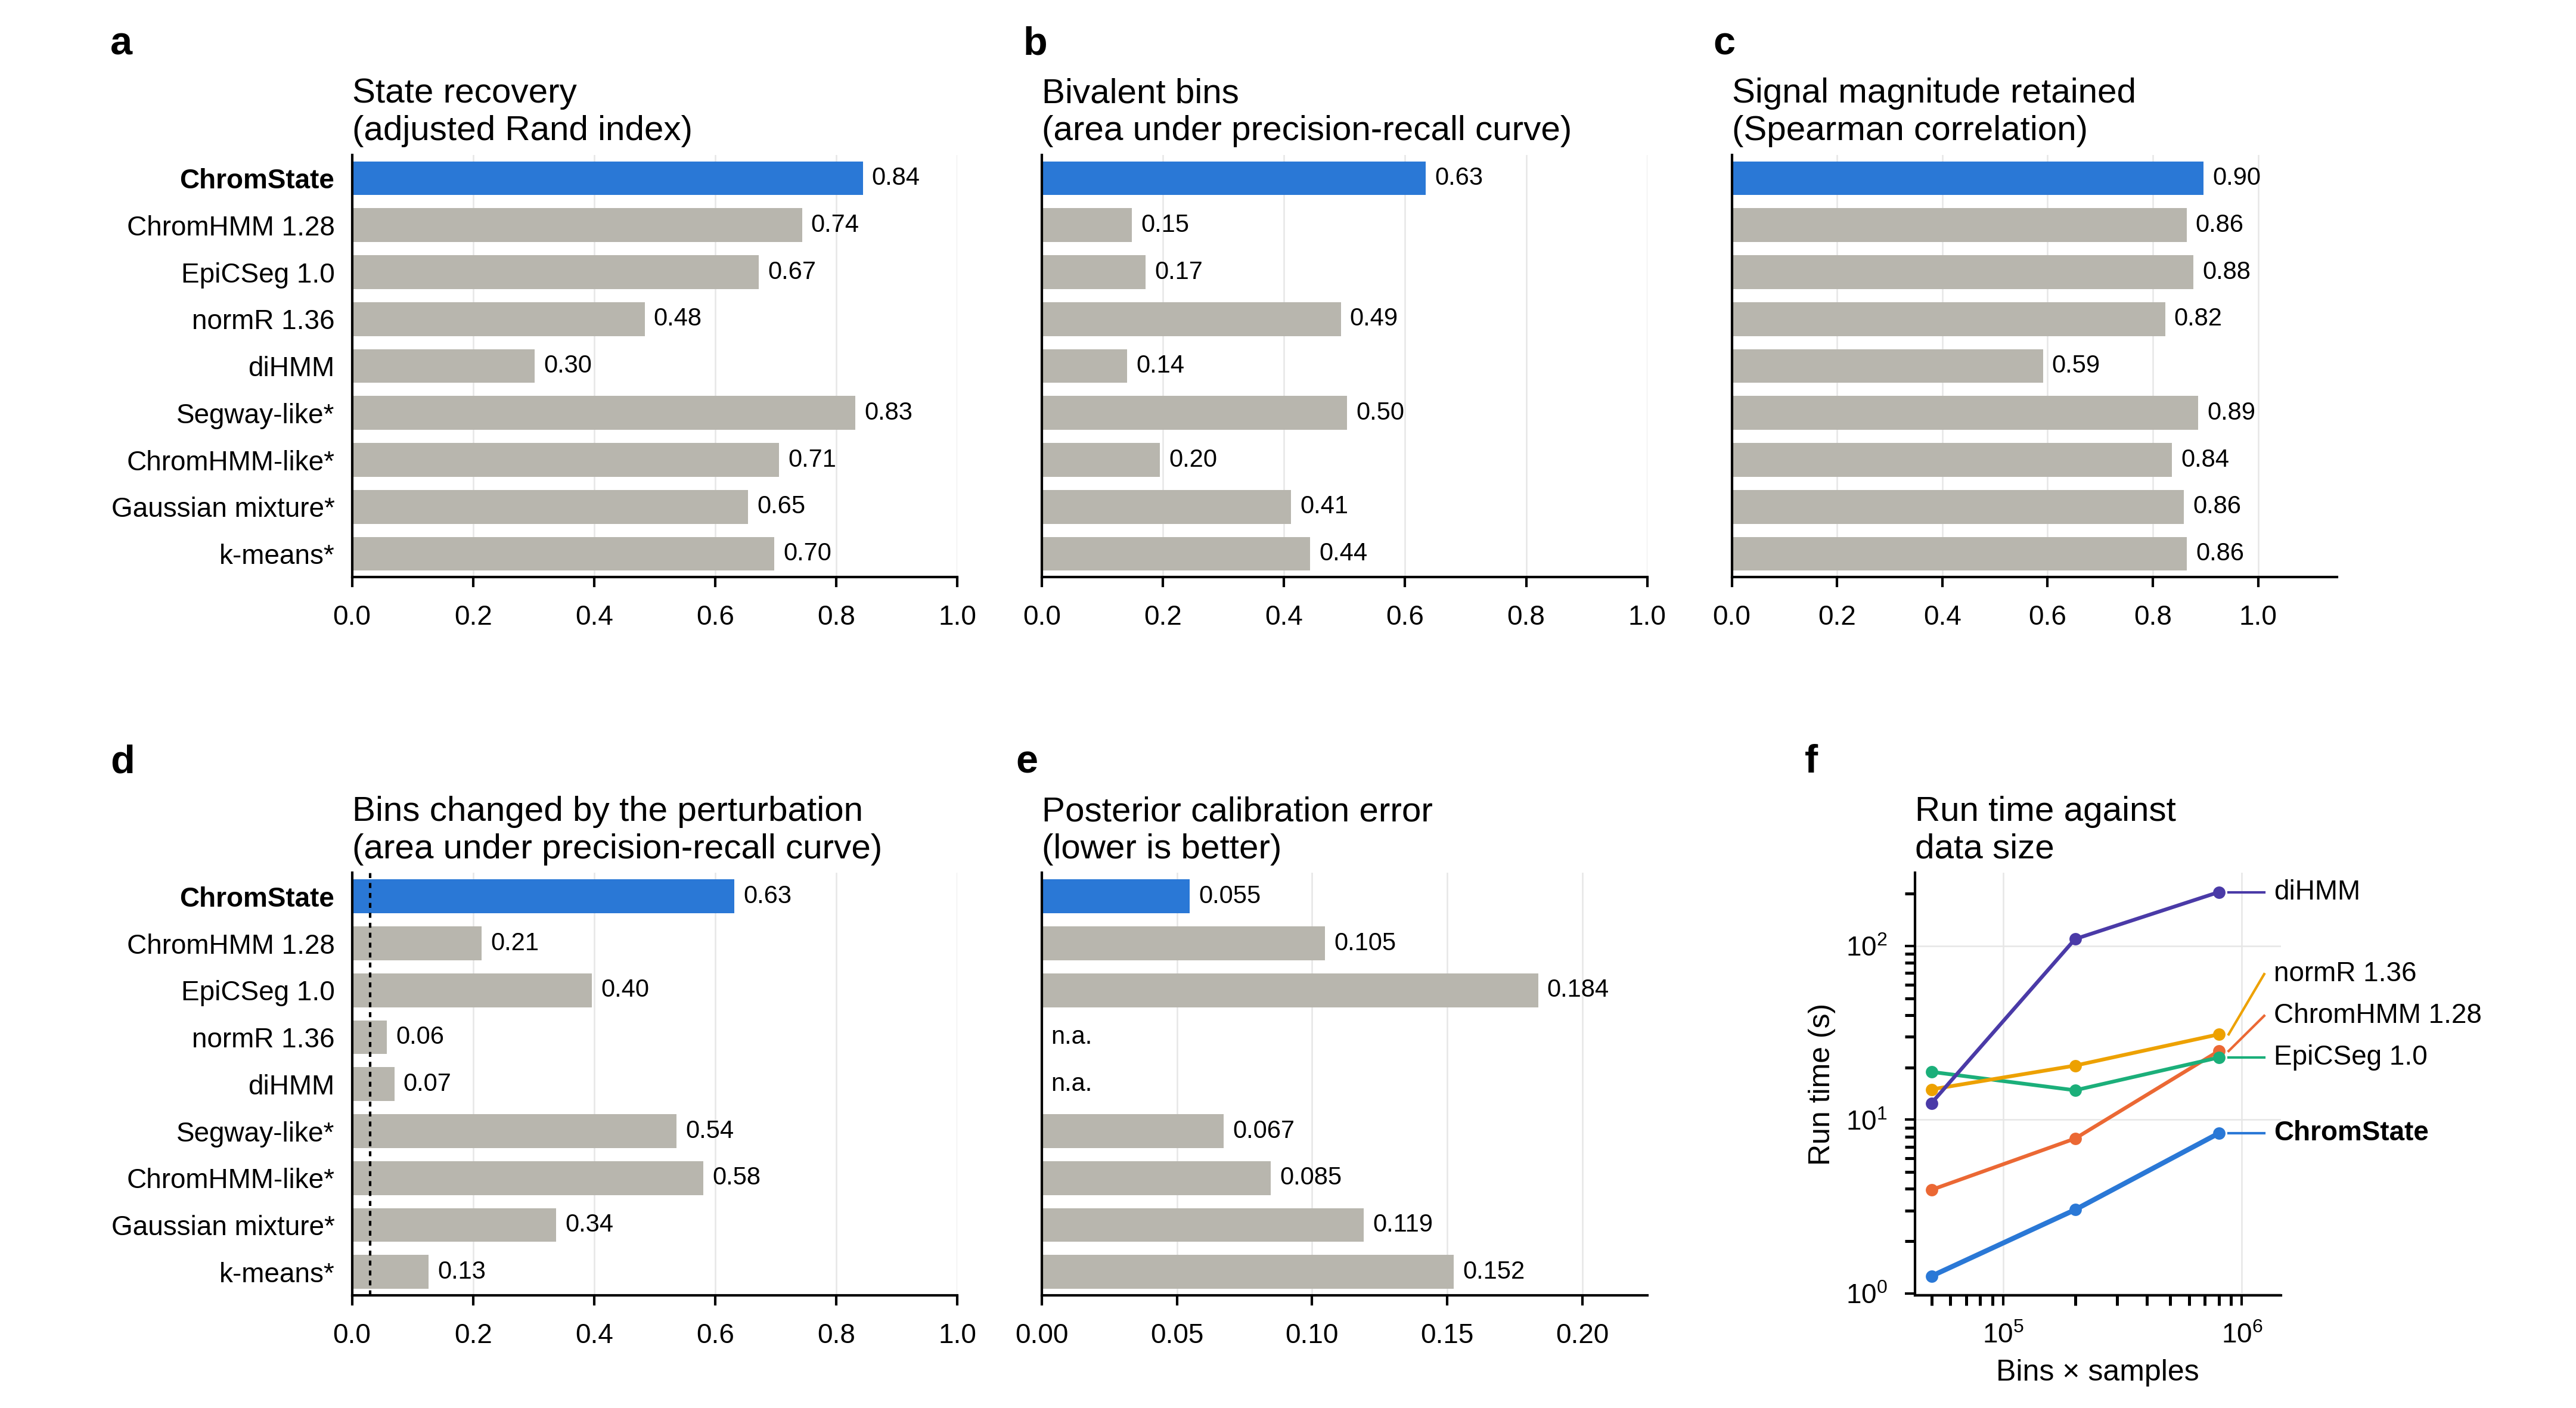 a
State recovery
(adjusted Rand index)
ChromState
0.84
ChromHMM 1.28
0.74
EpiCSeg 1.0
0.67
normR 1.36
0.48
diHMM
0.30
Segway-like*
0.83
ChromHMM-like*
0.71
Gaussian mixture*
0.65
k-means*
0.70
0.0 0.2 0.4 0.6 0.8 1.0
b
Bivalent bins
(area under precision-recall curve)
0.63
0.15
0.17
0.49
0.14
0.50
0.20
0.41
0.44
0.0 0.2 0.4 0.6 0.8 1.0
c
Signal magnitude retained
(Spearman correlation)
0.90
0.86
0.88
0.82
0.59
0.89
0.84
0.86
0.86
0.0 0.2 0.4 0.6 0.8 1.0
d
Bins changed by the perturbation
(area under precision-recall curve)
ChromState
0.63
ChromHMM 1.28
0.21
EpiCSeg 1.0
0.40
normR 1.36
0.06
diHMM
0.07
Segway-like*
0.54
ChromHMM-like*
0.58
Gaussian mixture*
0.34
k-means*
0.13
0.0 0.2 0.4 0.6 0.8 1.0
e
Posterior calibration error
(lower is better)
0.055
0.105
0.184
n.a.
n.a.
0.067
0.085
0.119
0.152
0.00 0.05 0.10 0.15 0.20
f
Run time against
data size
Run time (s)
10²
10¹
10⁰
diHMM
normR 1.36
ChromHMM 1.28
EpiCSeg 1.0
ChromState
10⁵ 10⁶
Bins × samples